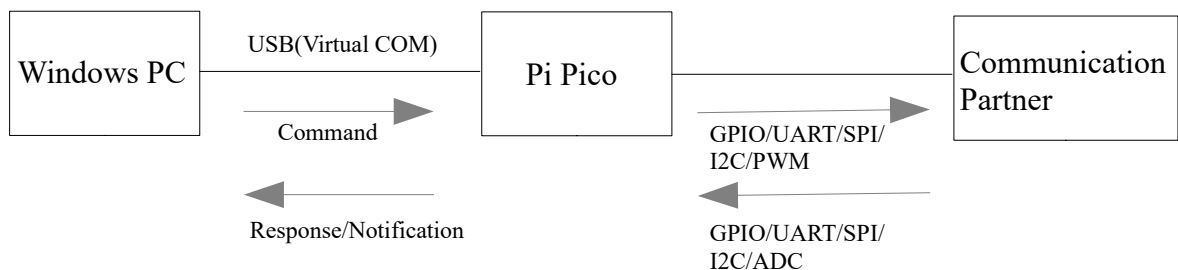 USB(Virtual COM)
Windows PC
Pi Pico
Communication
Partner
Command
GPIO/UART/SPI/
I2C/PWM
Response/Notification
GPIO/UART/SPI/
I2C/ADC